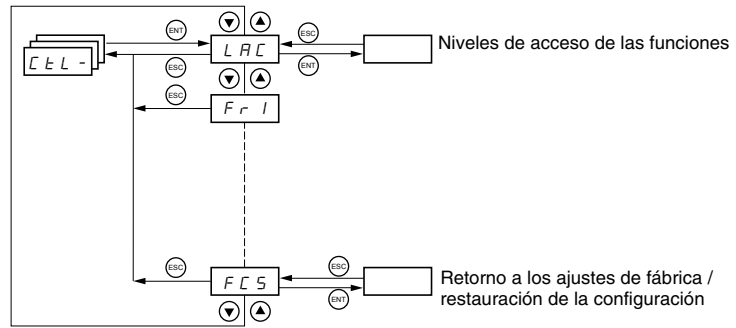 ENT
ESC
LAC
Niveles de acceso de las funciones
CtL-
ESC
ENT
ESC
Fr1
ESC
ESC
FCS
Retorno a los ajustes de fábrica /
ENT
restauración de la configuración